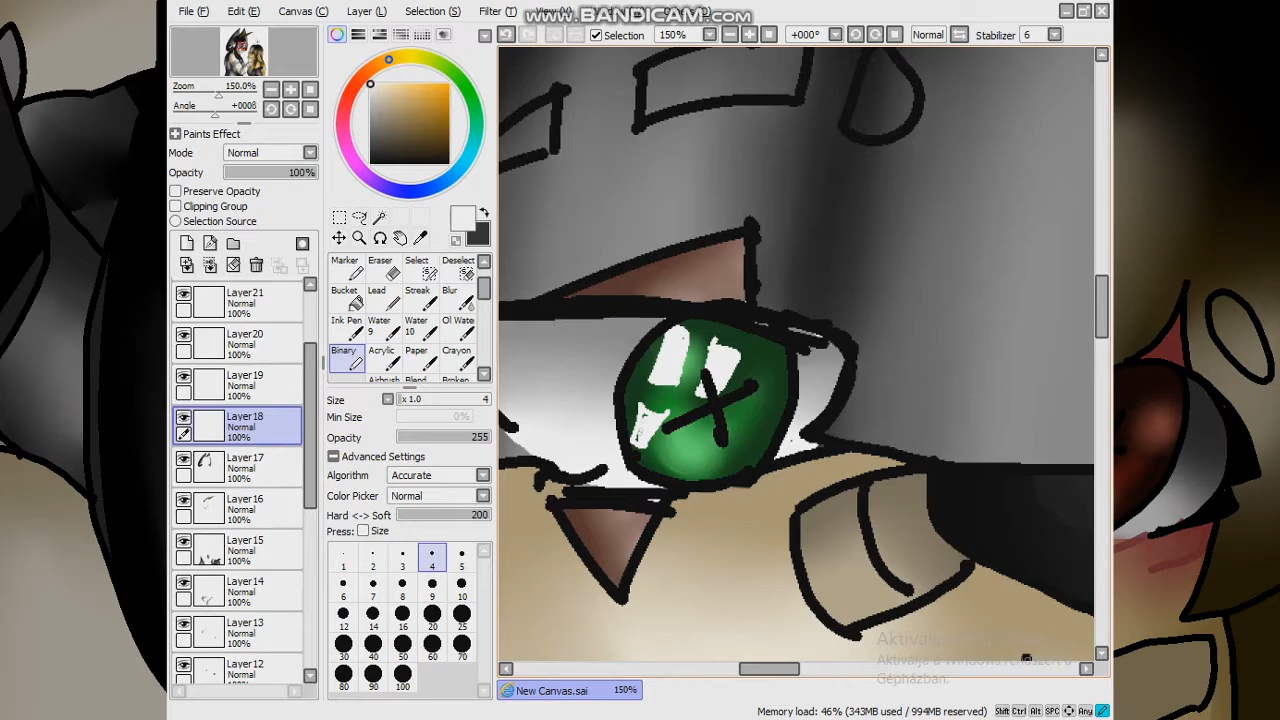 File (F) Edit (E) Canvas (C) Layer (L) Selection (S) Filter (T)
www.BANDICAM.com
Selection 150% +000° Normal Stabilizer 6
Zoom 150.0%
Angle
Paints Effect
Mode Normal
Opacity 100%
Preserve Opacity
Clipping Group
Selection Source
Layer21
Normal
100%
Layer20
Normal
100%
Layer19
Normal
100%
Layer18
Normal
100%
Layer17
Normal
100%
Layer16
Normal
100%
Layer15
Normal
100%
Layer14
Normal
100%
Layer13
Normal
100%
Layer12
Normal
Marker Eraser Select Deselect
Bucket Lead Streak Blur
Ink Pen Water 9 Water 10 Ol Water
Binary Acrylic Paper Crayon
Airbrush Blend Broken
Size x 1.0 4
Min Size 0%
Opacity 255
Advanced Settings
Algorithm Accurate
Color Picker Normal
Hard <-> Soft 200
Press: Size
1 2 3 4 5
6 7 8 9 10
12 14 16 20 25
30 40 50 60 70
80 90 100
New Canvas.sai 150%
Memory load: 46% (343MB used / 994MB reserved) Shift Ctrl Alt SPC Any